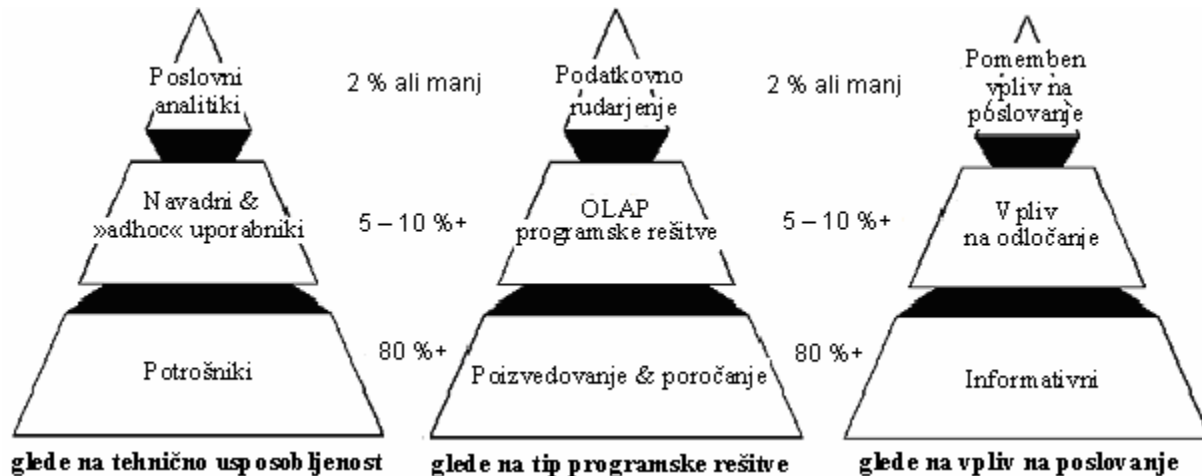 Poslovni
analitiki
2 % ali manj
Podatkovno
rudarjenje
2 % ali manj
Pomemben
vpliv na
poslovanje
Navadni &
»adhoc« uporabniki
5 – 10 %+
OLAP
programske rešitve
5 – 10 %+
Vpliv
na odločanje
Potrošniki
80 %+
Poizvedovanje & poročanje
80 %+
Informativni
glede na tehnično usposobljenost
glede na tip programske rešitve
glede na vpliv na poslovanje